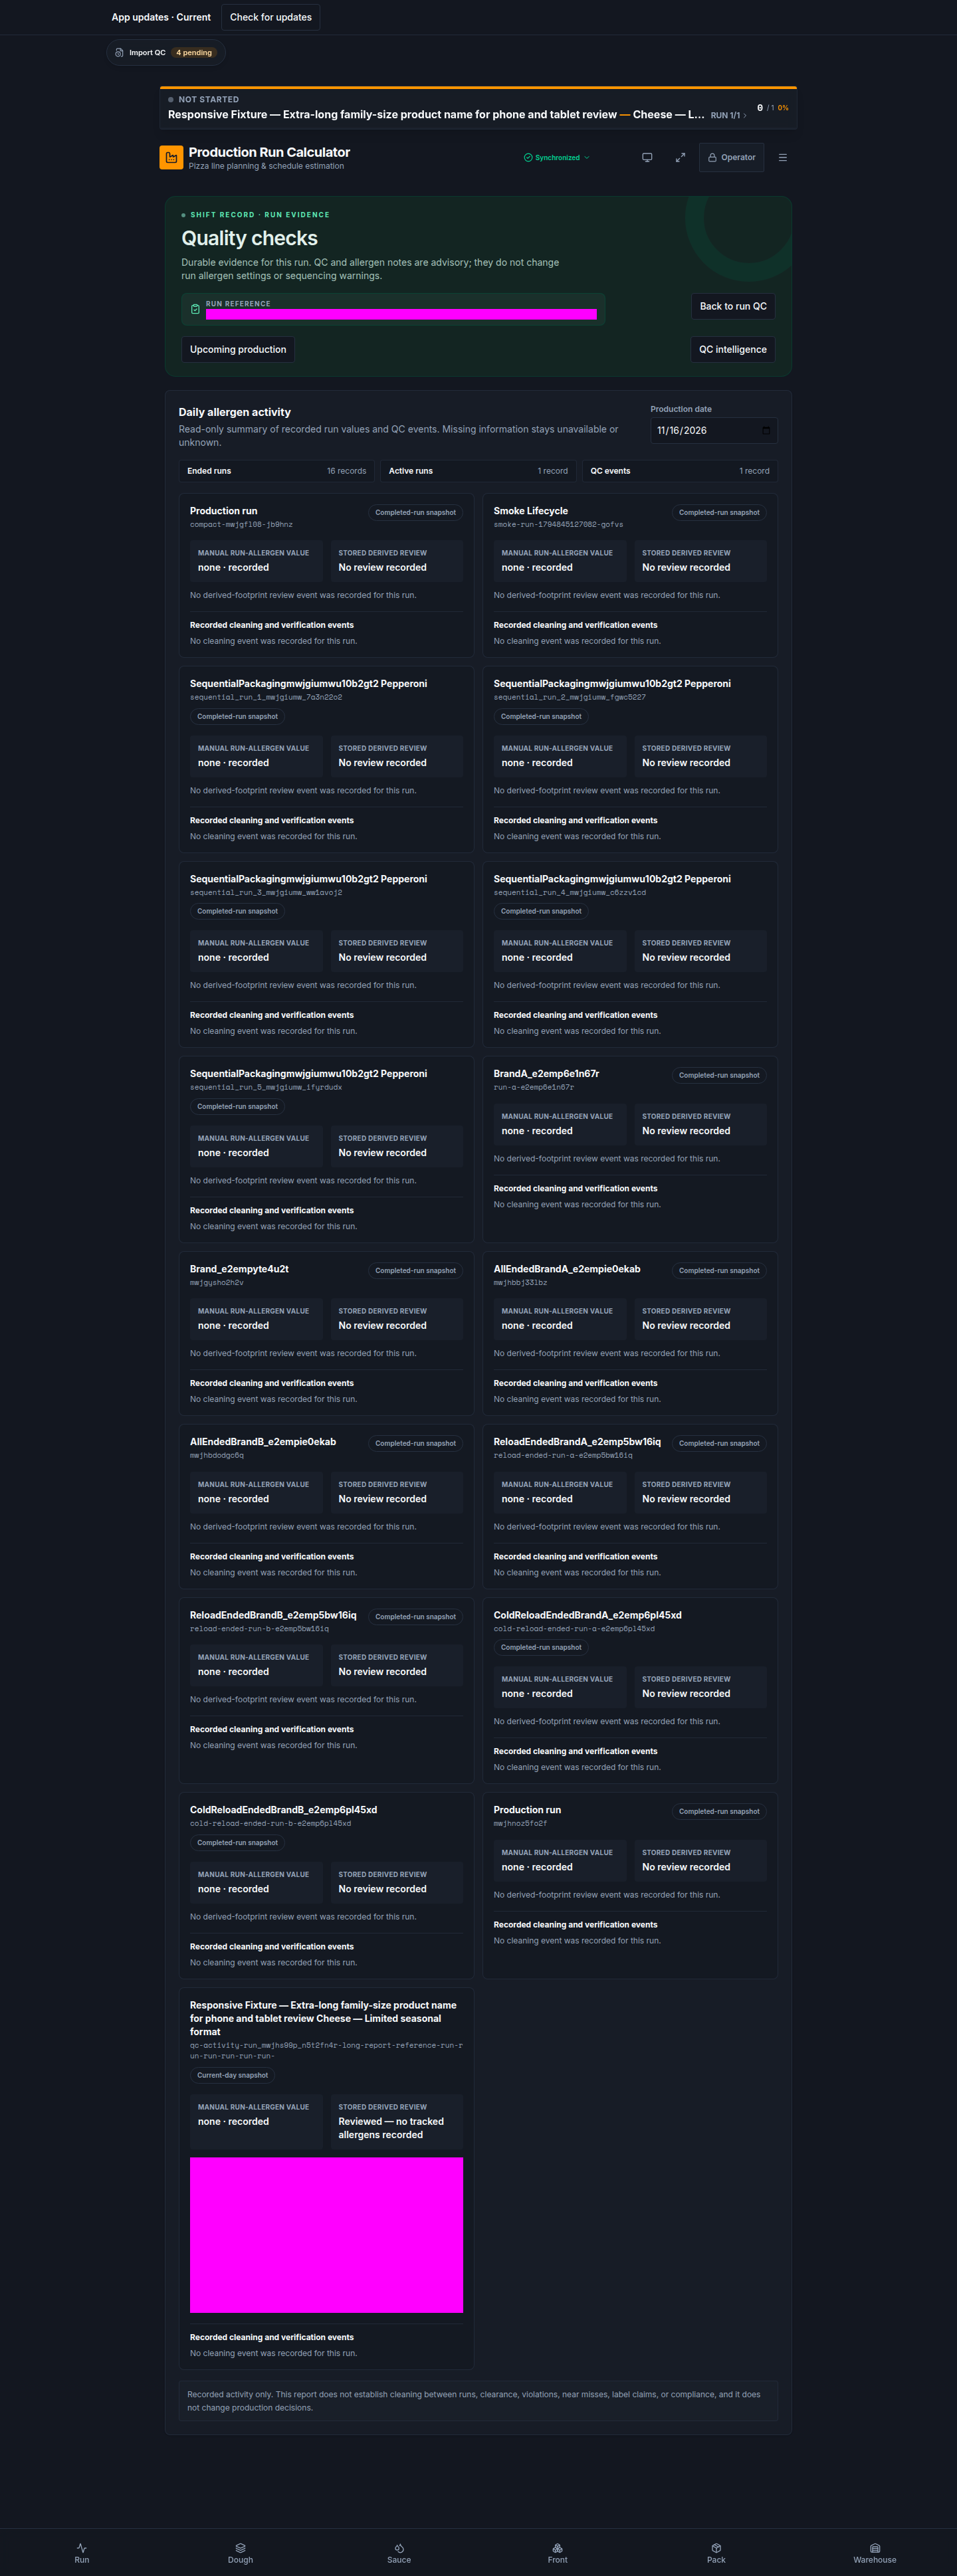 App updates · Current
Check for updates
Import QC
4 pending
NOT STARTED
Responsive Fixture — Extra-long family-size product name for phone and tablet review — Cheese — L...
RUN 1/1
0 / 1 0%
Production Run Calculator
Pizza line planning & schedule estimation
Synchronized
Operator
SHIFT RECORD · RUN EVIDENCE
Quality checks
Durable evidence for this run. QC and allergen notes are advisory; they do not change
run allergen settings or sequencing warnings.
RUN REFERENCE
Back to run QC
Upcoming production
QC intelligence
Daily allergen activity
Read-only summary of recorded run values and QC events. Missing information stays unavailable or
unknown.
Production date
11/16/2026
Ended runs
16 records
Active runs
1 record
QC events
1 record
Production run
Completed-run snapshot
compact-mwjgfl08-jb9hnz
MANUAL RUN-ALLERGEN VALUE
none · recorded
STORED DERIVED REVIEW
No review recorded
No derived-footprint review event was recorded for this run.
Recorded cleaning and verification events
No cleaning event was recorded for this run.
Smoke Lifecycle
Completed-run snapshot
smoke-run-1794845127082-gofvs
MANUAL RUN-ALLERGEN VALUE
none · recorded
STORED DERIVED REVIEW
No review recorded
No derived-footprint review event was recorded for this run.
Recorded cleaning and verification events
No cleaning event was recorded for this run.
SequentialPackagingmwjgiumwu10b2gt2 Pepperoni
sequential_run_1_mwjgiumw_7a3n22o2
Completed-run snapshot
MANUAL RUN-ALLERGEN VALUE
none · recorded
STORED DERIVED REVIEW
No review recorded
No derived-footprint review event was recorded for this run.
Recorded cleaning and verification events
No cleaning event was recorded for this run.
SequentialPackagingmwjgiumwu10b2gt2 Pepperoni
sequential_run_2_mwjgiumw_fgwc5227
Completed-run snapshot
MANUAL RUN-ALLERGEN VALUE
none · recorded
STORED DERIVED REVIEW
No review recorded
No derived-footprint review event was recorded for this run.
Recorded cleaning and verification events
No cleaning event was recorded for this run.
SequentialPackagingmwjgiumwu10b2gt2 Pepperoni
sequential_run_3_mwjgiumw_ww1avoj2
Completed-run snapshot
MANUAL RUN-ALLERGEN VALUE
none · recorded
STORED DERIVED REVIEW
No review recorded
No derived-footprint review event was recorded for this run.
Recorded cleaning and verification events
No cleaning event was recorded for this run.
SequentialPackagingmwjgiumwu10b2gt2 Pepperoni
sequential_run_4_mwjgiumw_c6zzv1cd
Completed-run snapshot
MANUAL RUN-ALLERGEN VALUE
none · recorded
STORED DERIVED REVIEW
No review recorded
No derived-footprint review event was recorded for this run.
Recorded cleaning and verification events
No cleaning event was recorded for this run.
SequentialPackagingmwjgiumwu10b2gt2 Pepperoni
sequential_run_5_mwjgiumw_ifyrdudx
Completed-run snapshot
MANUAL RUN-ALLERGEN VALUE
none · recorded
STORED DERIVED REVIEW
No review recorded
No derived-footprint review event was recorded for this run.
Recorded cleaning and verification events
No cleaning event was recorded for this run.
BrandA_e2emp6e1n67r
Completed-run snapshot
run-a-e2emp6e1n67r
MANUAL RUN-ALLERGEN VALUE
none · recorded
STORED DERIVED REVIEW
No review recorded
No derived-footprint review event was recorded for this run.
Recorded cleaning and verification events
No cleaning event was recorded for this run.
Brand_e2empyte4u2t
Completed-run snapshot
mwjgysho2h2v
MANUAL RUN-ALLERGEN VALUE
none · recorded
STORED DERIVED REVIEW
No review recorded
No derived-footprint review event was recorded for this run.
Recorded cleaning and verification events
No cleaning event was recorded for this run.
AllEndedBrandA_e2empie0ekab
Completed-run snapshot
mwjhbbj33lbz
MANUAL RUN-ALLERGEN VALUE
none · recorded
STORED DERIVED REVIEW
No review recorded
No derived-footprint review event was recorded for this run.
Recorded cleaning and verification events
No cleaning event was recorded for this run.
AllEndedBrandB_e2empie0ekab
Completed-run snapshot
mwjhbdodgc6q
MANUAL RUN-ALLERGEN VALUE
none · recorded
STORED DERIVED REVIEW
No review recorded
No derived-footprint review event was recorded for this run.
Recorded cleaning and verification events
No cleaning event was recorded for this run.
ReloadEndedBrandA_e2emp5bw16iq
Completed-run snapshot
reload-ended-run-a-e2emp5bw16iq
MANUAL RUN-ALLERGEN VALUE
none · recorded
STORED DERIVED REVIEW
No review recorded
No derived-footprint review event was recorded for this run.
Recorded cleaning and verification events
No cleaning event was recorded for this run.
ReloadEndedBrandB_e2emp5bw16iq
Completed-run snapshot
reload-ended-run-b-e2emp5bw16iq
MANUAL RUN-ALLERGEN VALUE
none · recorded
STORED DERIVED REVIEW
No review recorded
No derived-footprint review event was recorded for this run.
Recorded cleaning and verification events
No cleaning event was recorded for this run.
ColdReloadEndedBrandA_e2emp6pl45xd
cold-reload-ended-run-a-e2emp6pl45xd
Completed-run snapshot
MANUAL RUN-ALLERGEN VALUE
none · recorded
STORED DERIVED REVIEW
No review recorded
No derived-footprint review event was recorded for this run.
Recorded cleaning and verification events
No cleaning event was recorded for this run.
ColdReloadEndedBrandB_e2emp6pl45xd
cold-reload-ended-run-b-e2emp6pl45xd
Completed-run snapshot
MANUAL RUN-ALLERGEN VALUE
none · recorded
STORED DERIVED REVIEW
No review recorded
No derived-footprint review event was recorded for this run.
Recorded cleaning and verification events
No cleaning event was recorded for this run.
Production run
Completed-run snapshot
mwjhnoz5fo2f
MANUAL RUN-ALLERGEN VALUE
none · recorded
STORED DERIVED REVIEW
No review recorded
No derived-footprint review event was recorded for this run.
Recorded cleaning and verification events
No cleaning event was recorded for this run.
Responsive Fixture — Extra-long family-size product name
for phone and tablet review Cheese — Limited seasonal
format
qc-activity-run_mwjhs99p_n5t2fn4r-long-report-reference-run-r
un-run-run-run-run-
Current-day snapshot
MANUAL RUN-ALLERGEN VALUE
none · recorded
STORED DERIVED REVIEW
Reviewed — no tracked
allergens recorded
Recorded cleaning and verification events
No cleaning event was recorded for this run.
Recorded activity only. This report does not establish cleaning between runs, clearance, violations, near misses, label claims, or compliance, and it does
not change production decisions.
Run
Dough
Sauce
Front
Pack
Warehouse